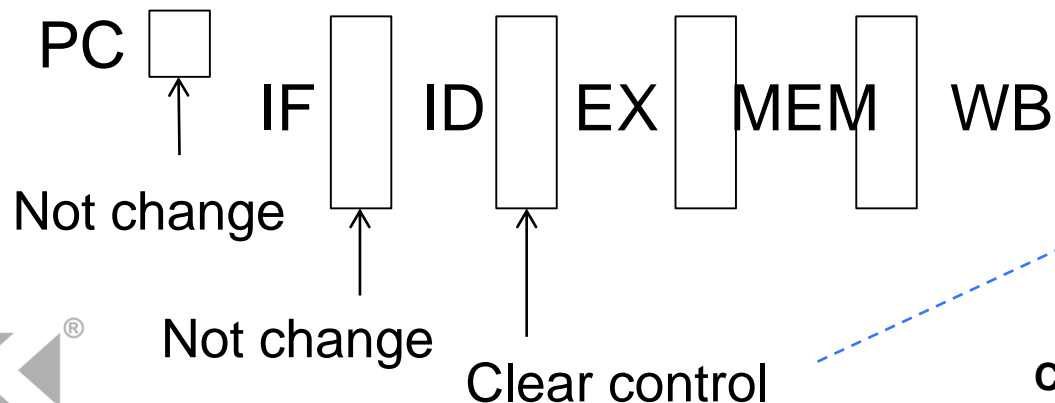 PC
IF ID EX MEM WB
Not change
Not change
Clear control
®